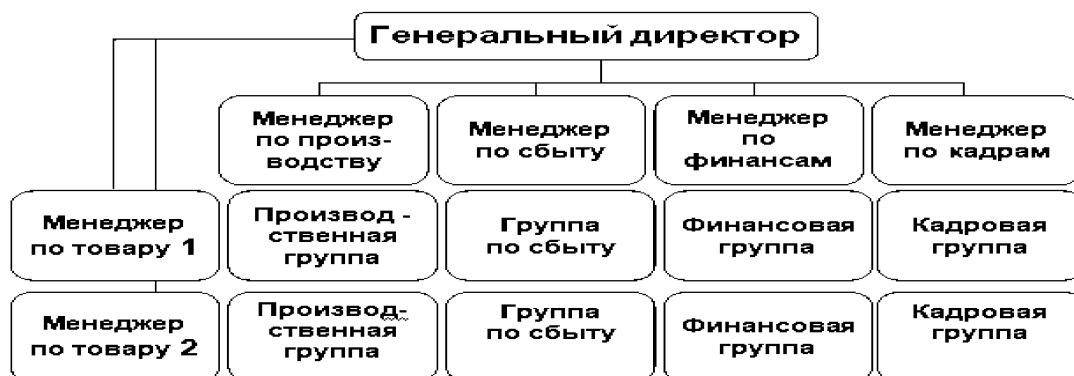 Генеральный директор
Менеджер
по произ-
водству
Менеджер
по сбыту
Менеджер
по
финансам
Менеджер
по кадрам
Менеджер
по товару 1
Производ -
ственная
группа
Группа
по сбыту
Финансовая
группа
Кадровая
группа
Менеджер
по товару 2
Производ-
ственная
группа
Группа
по сбыту
Финансовая
группа
Кадровая
группа